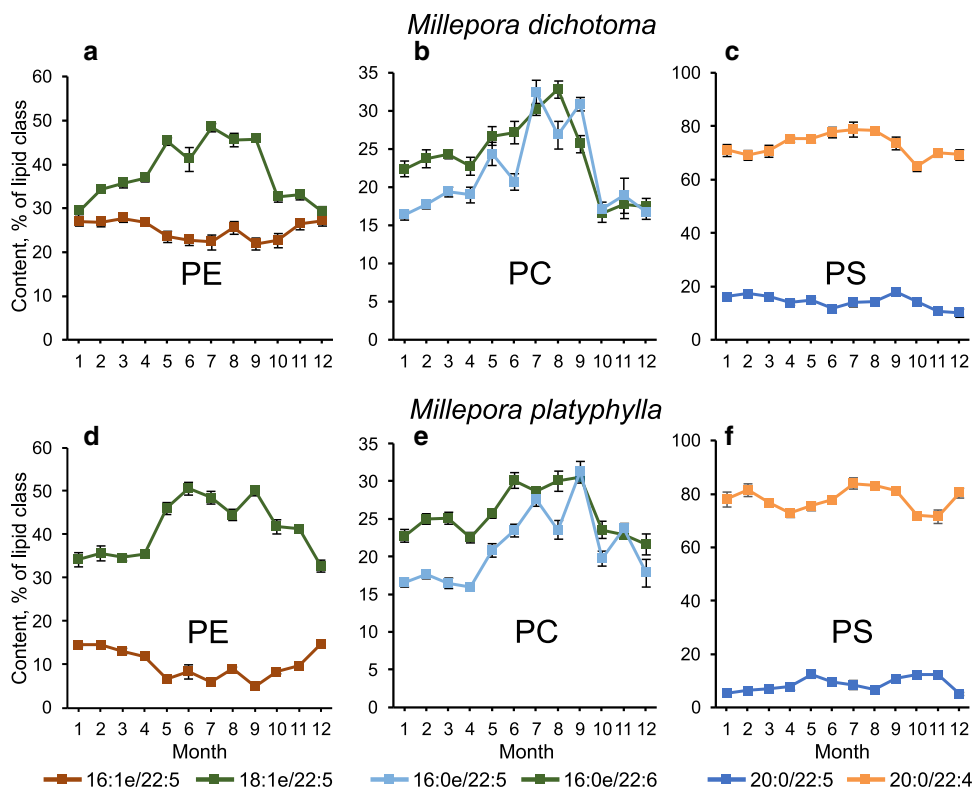 Millepora dichotoma
a b c
60 35 100
50 30 80
40 25 60
30 20 40
20 15 20
10 10 0
0 5
0
Content, % of lipid class
PE PC PS
1 2 3 4 5 6 7 8 9 10 11 12 1 2 3 4 5 6 7 8 9 10 11 12 1 2 3 4 5 6 7 8 9 10 11 12
Millepora platyphylla
d e f
60 35 100
50 30 80
40 25 60
30 20 40
20 15 20
10 10 0
0 5
0
Content, % of lipid class
PE PC PS
1 2 3 4 5 6 7 8 9 10 11 12 1 2 3 4 5 6 7 8 9 10 11 12 1 2 3 4 5 6 7 8 9 10 11 12
Month Month Month
16:1e/22:5 18:1e/22:5 16:0e/22:5 16:0e/22:6 20:0/22:5 20:0/22:4